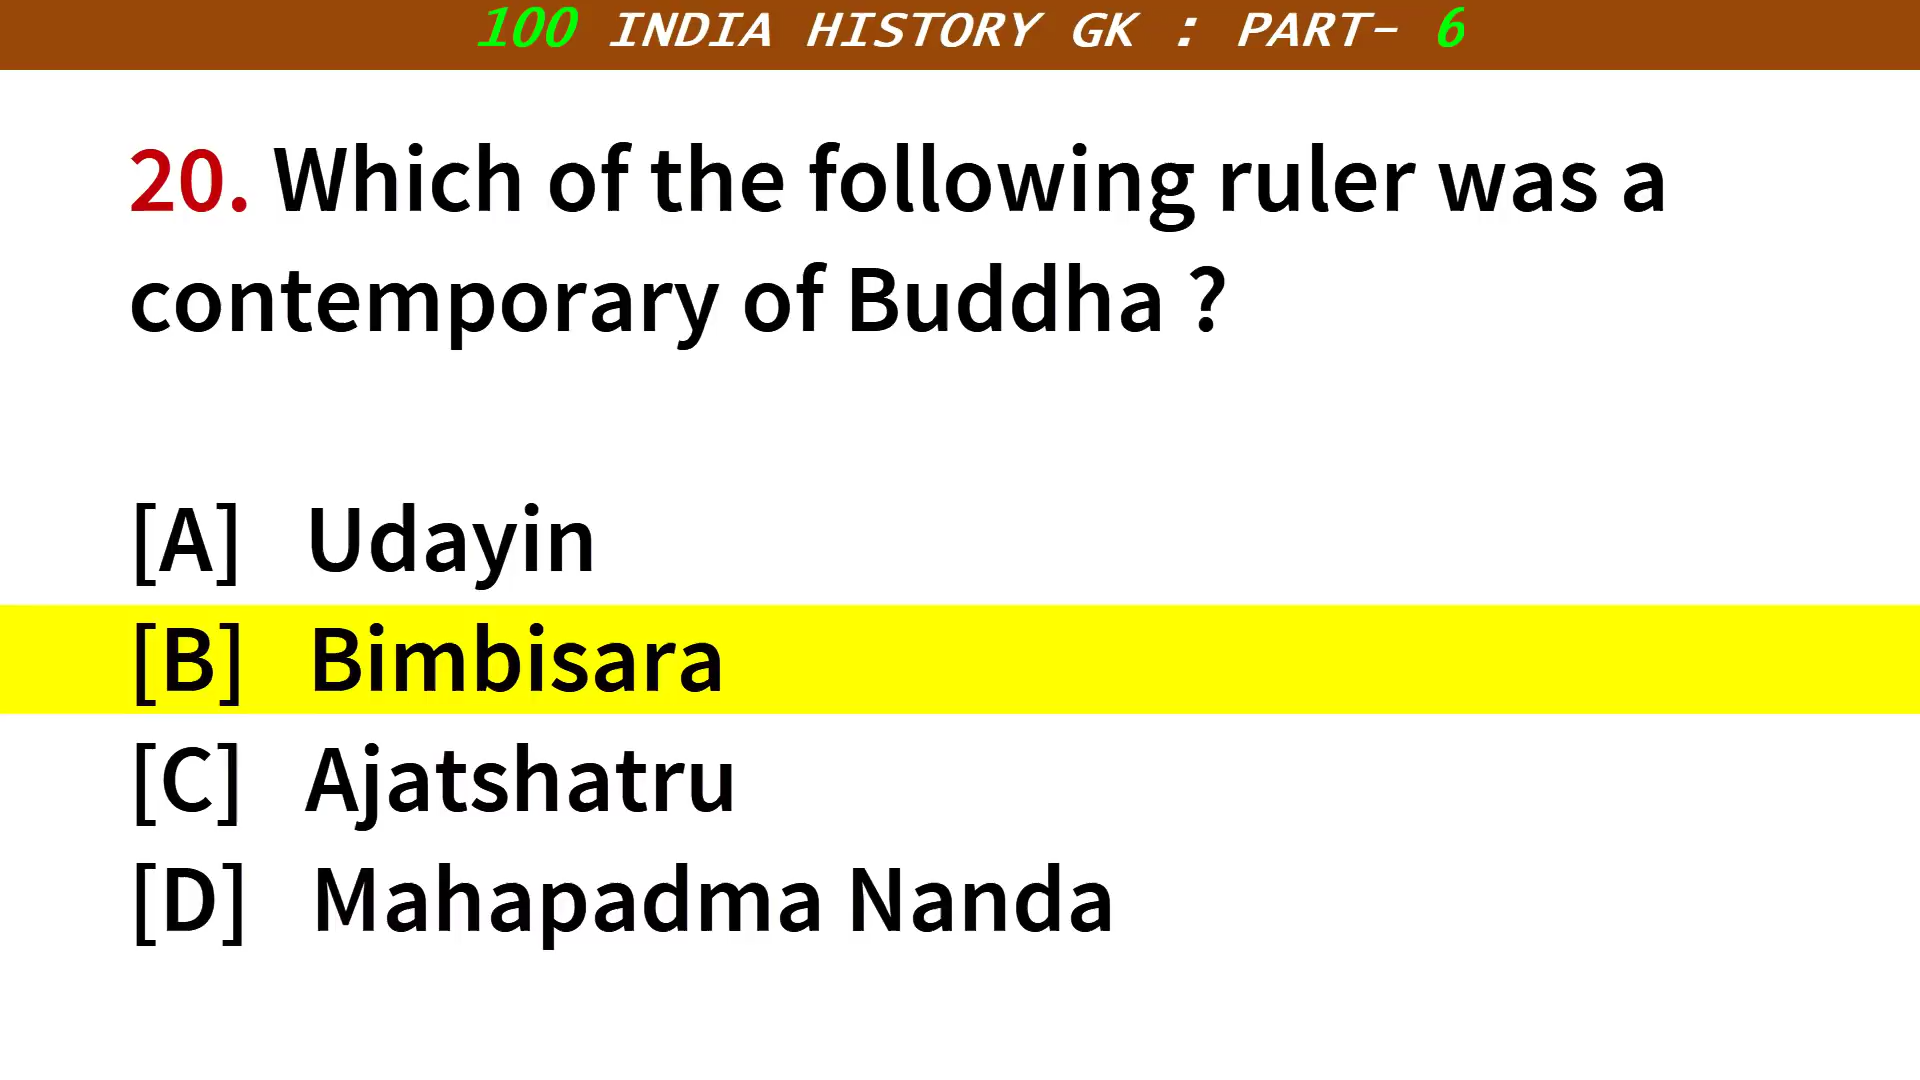 100 INDIA HISTORY GK : PART- 6
20. Which of the following ruler was a
contemporary of Buddha ?
[A] Udayin
[B] Bimbisara
[C] Ajatshatru
[D] Mahapadma Nanda